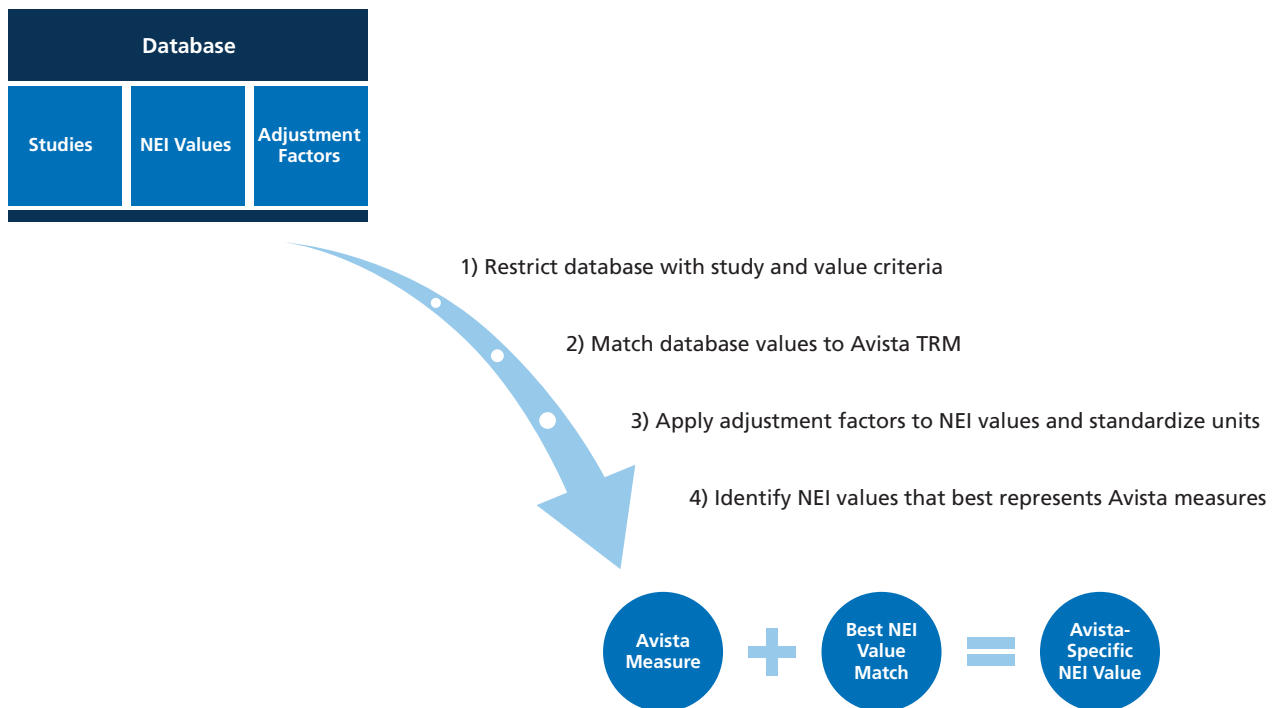 Database
Studies
NEI Values
Adjustment
Factors
1) Restrict database with study and value criteria
2) Match database values to Avista TRM
3) Apply adjustment factors to NEI values and standardize units
4) Identify NEI values that best represents Avista measures
Avista
Measure
Best NEI
Value
Match
Avista-
Specific
NEI Value